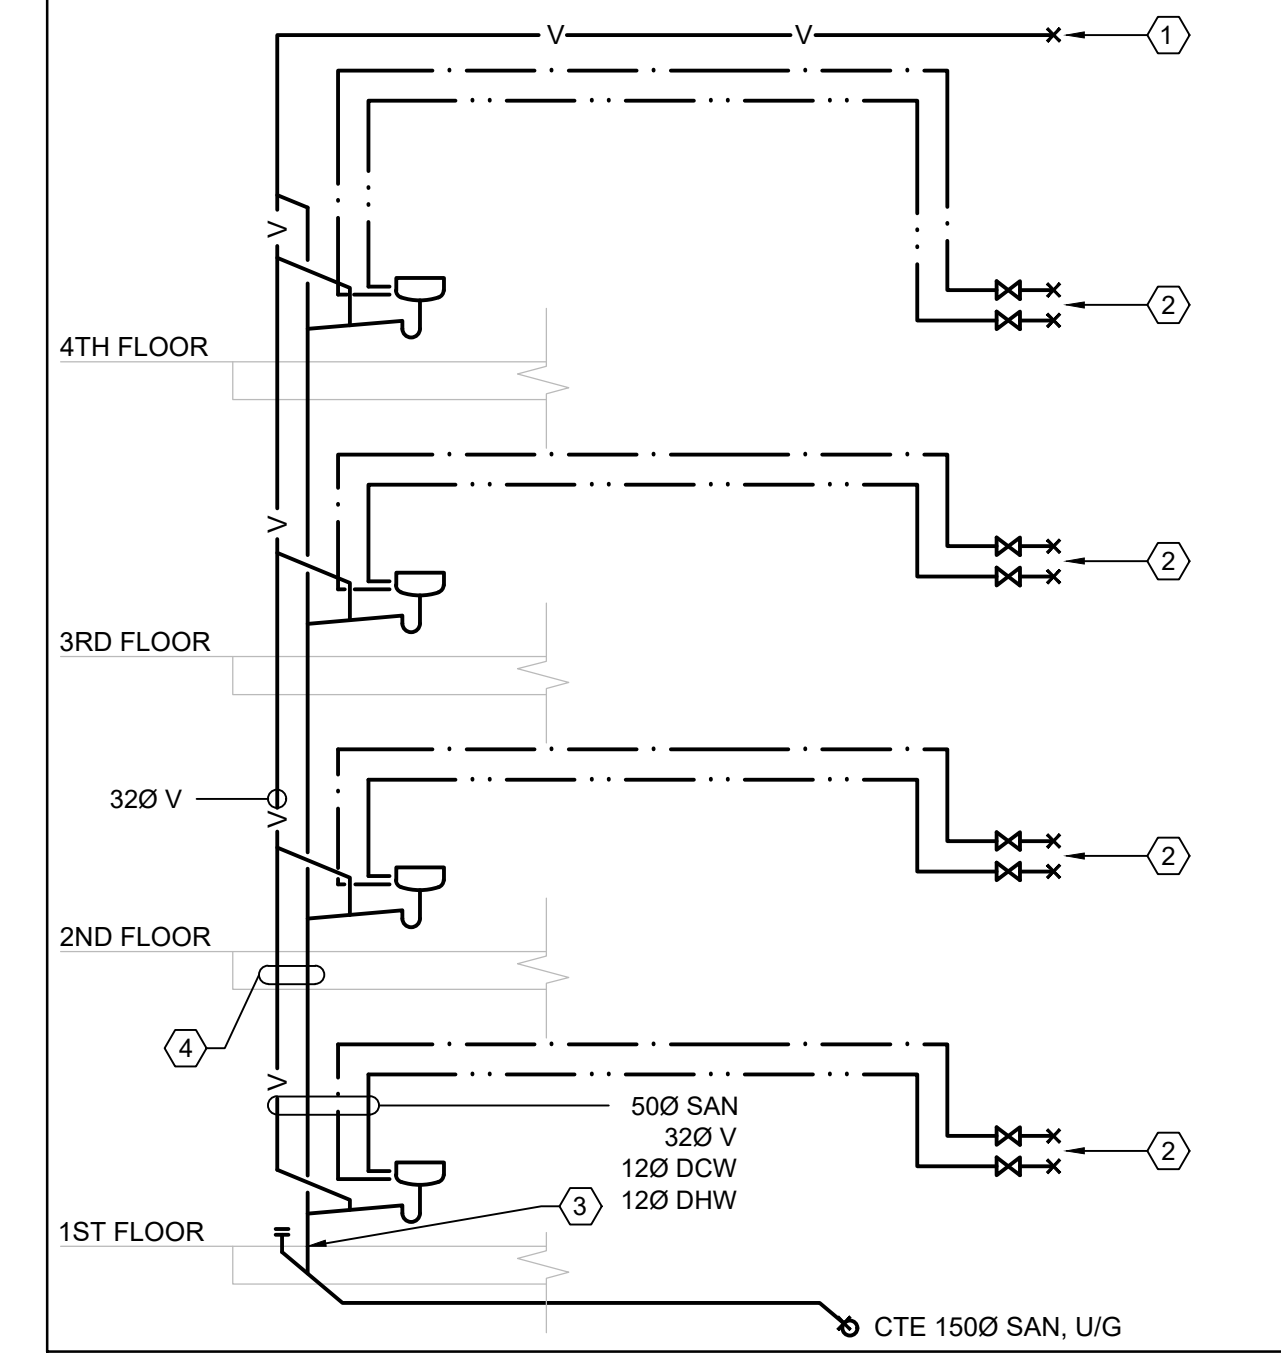 V
V
1
V
2
4TH FLOOR
V
2
3RD FLOOR
32Ø V
V
2
2ND FLOOR
4
V
50Ø SAN
32Ø V
2
12Ø DCW
12Ø DHW
3
1ST FLOOR
CTE 150Ø SAN, U/G